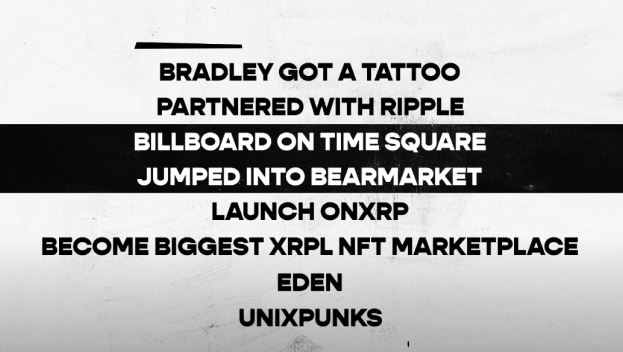 BRADLEY GOT A TATTOO
PARTNERED WITH RIPPLE
BILLBOARD ON TIME SQUARE
JUMPED INTO BEARMARKET
LAUNCH ONXRP
BECOME BIGGEST XRPL NFT MARKETPLACE
EDEN
UNIXPUNKS